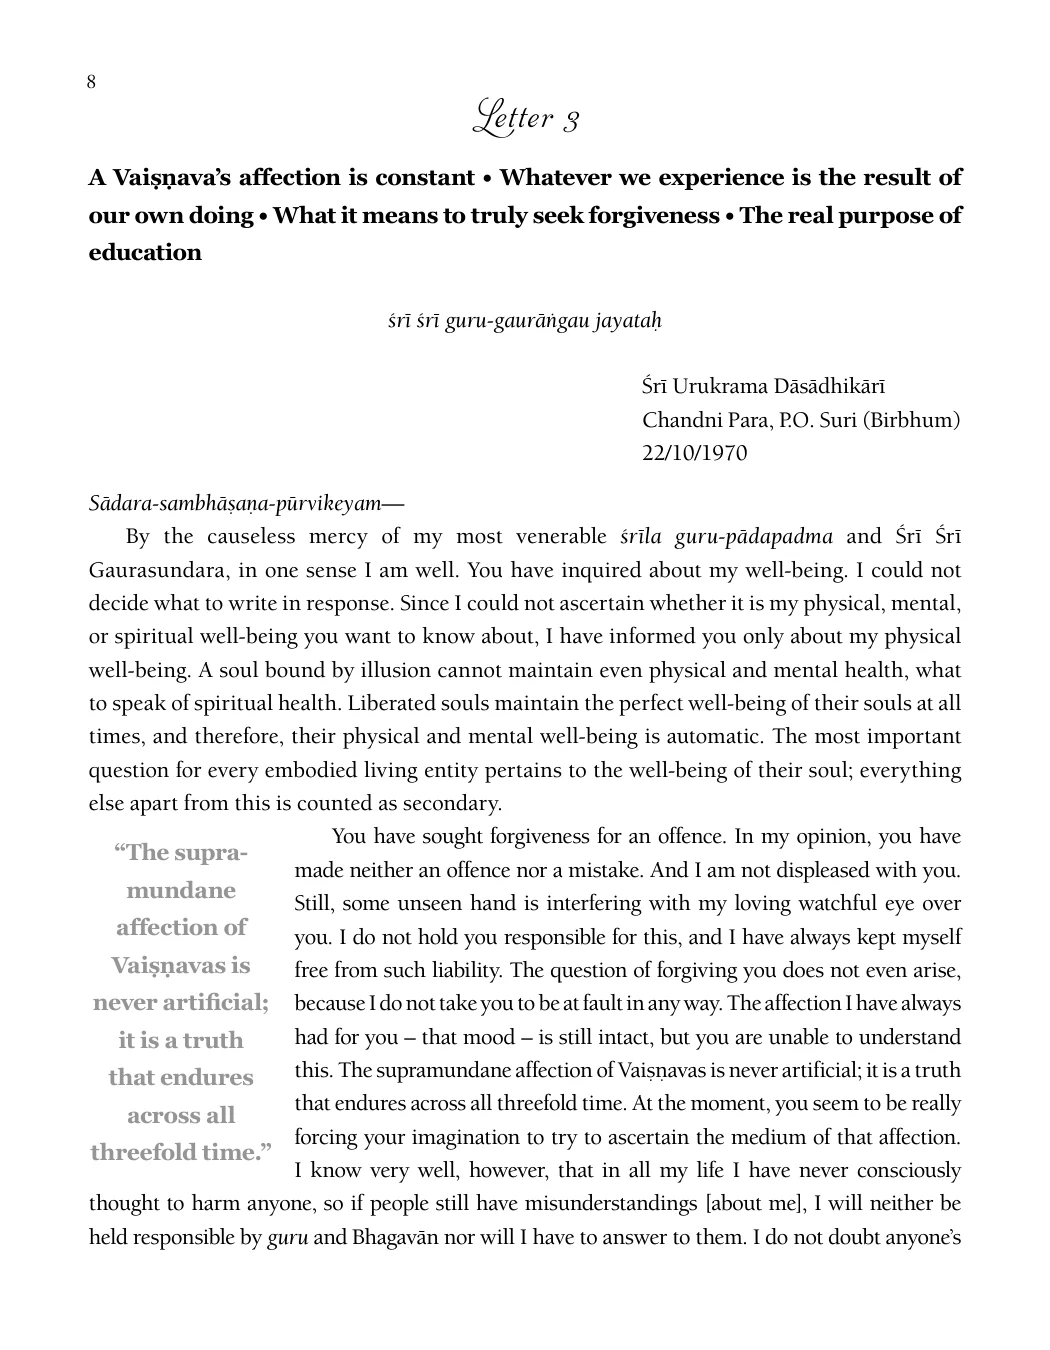 8
Letter 3
A Vaiṣṇava’s affection is constant • Whatever we experience is the result of
our own doing • What it means to truly seek forgiveness • The real purpose of
education
śrī śrī guru-gaurāṅgau jayataḥ
Śrī Urukrama Dāsādhikārī
Chandni Para, P.O. Suri (Birbhum)
22/10/1970
Sādara-sambhāṣaṇa-pūrvikeyam—
By the causeless mercy of my most venerable śrīla guru-pādapadma and Śrī Śrī
Gaurasundara, in one sense I am well. You have inquired about my well-being. I could not
decide what to write in response. Since I could not ascertain whether it is my physical, mental,
or spiritual well-being you want to know about, I have informed you only about my physical
well-being. A soul bound by illusion cannot maintain even physical and mental health, what
to speak of spiritual health. Liberated souls maintain the perfect well-being of their souls at all
times, and therefore, their physical and mental well-being is automatic. The most important
question for every embodied living entity pertains to the well-being of their soul; everything
else apart from this is counted as secondary.
“The supra-
mundane
affection of
Vaiṣṇavas is
never artificial;
it is a truth
that endures
across all
threefold time.”
You have sought forgiveness for an offence. In my opinion, you have
made neither an offence nor a mistake. And I am not displeased with you.
Still, some unseen hand is interfering with my loving watchful eye over
you. I do not hold you responsible for this, and I have always kept myself
free from such liability. The question of forgiving you does not even arise,
because I do not take you to be at fault in any way. The affection I have always
had for you – that mood – is still intact, but you are unable to understand
this. The supramundane affection of Vaiṣṇavas is never artificial; it is a truth
that endures across all threefold time. At the moment, you seem to be really
forcing your imagination to try to ascertain the medium of that affection.
I know very well, however, that in all my life I have never consciously
thought to harm anyone, so if people still have misunderstandings [about me], I will neither be
held responsible by guru and Bhagavān nor will I have to answer to them. I do not doubt anyone’s